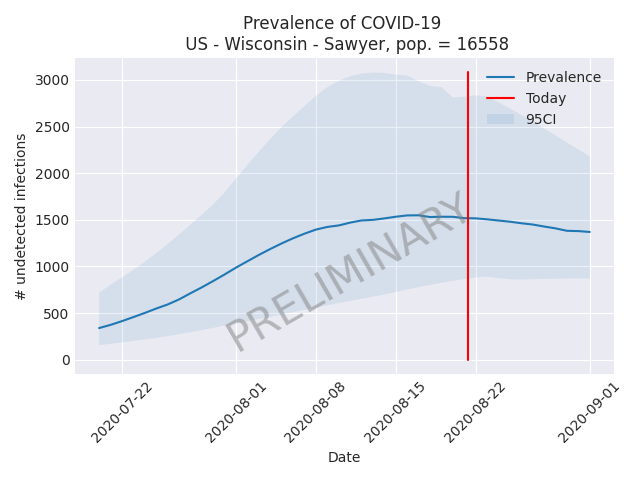 Prevalence of COVID-19
US - Wisconsin - Sawyer, pop. = 16558
Prevalence
Today
95CI
3000
2500
2000
1500
1000
500
0
# undetected infections
PRELIMINARY
2020-07-22
2020-08-01
2020-08-08
2020-08-15
2020-08-22
2020-09-01
Date